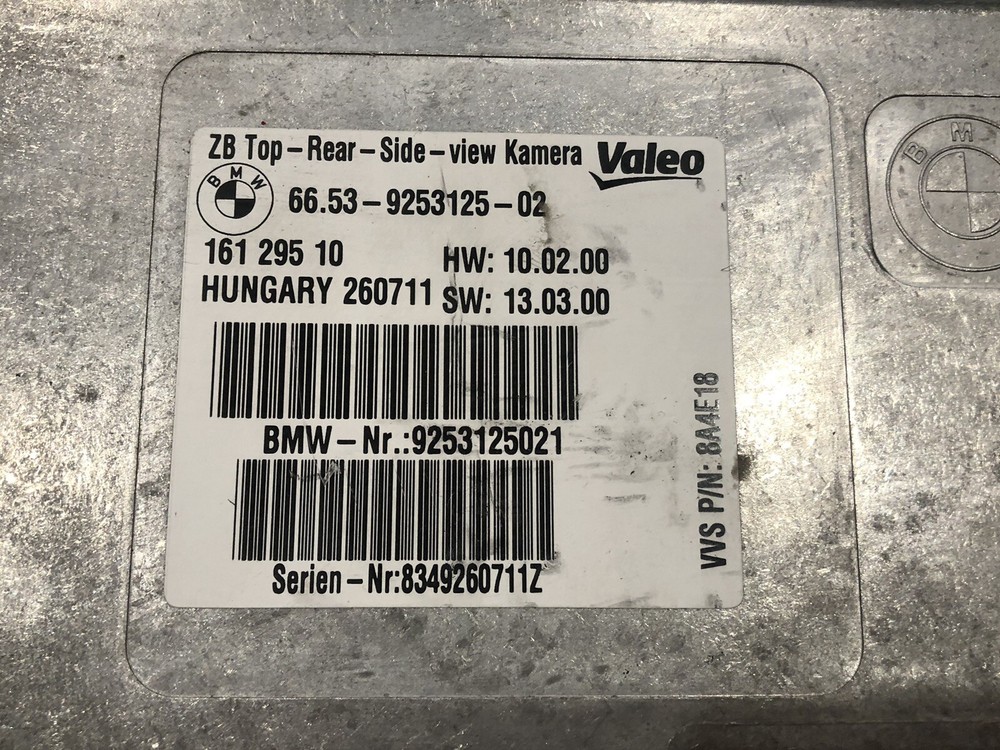 ZB Top-Rear-Side-view Kamera Valeo
BMW
66.53-9253125-02
161 295 10
HW: 10.02.00
HUNGARY 260711
SW: 13.03.00
BMW-Nr.:9253125021
Serien-Nr:8349260711Z
VVS P/N: 8A4E18
BMW